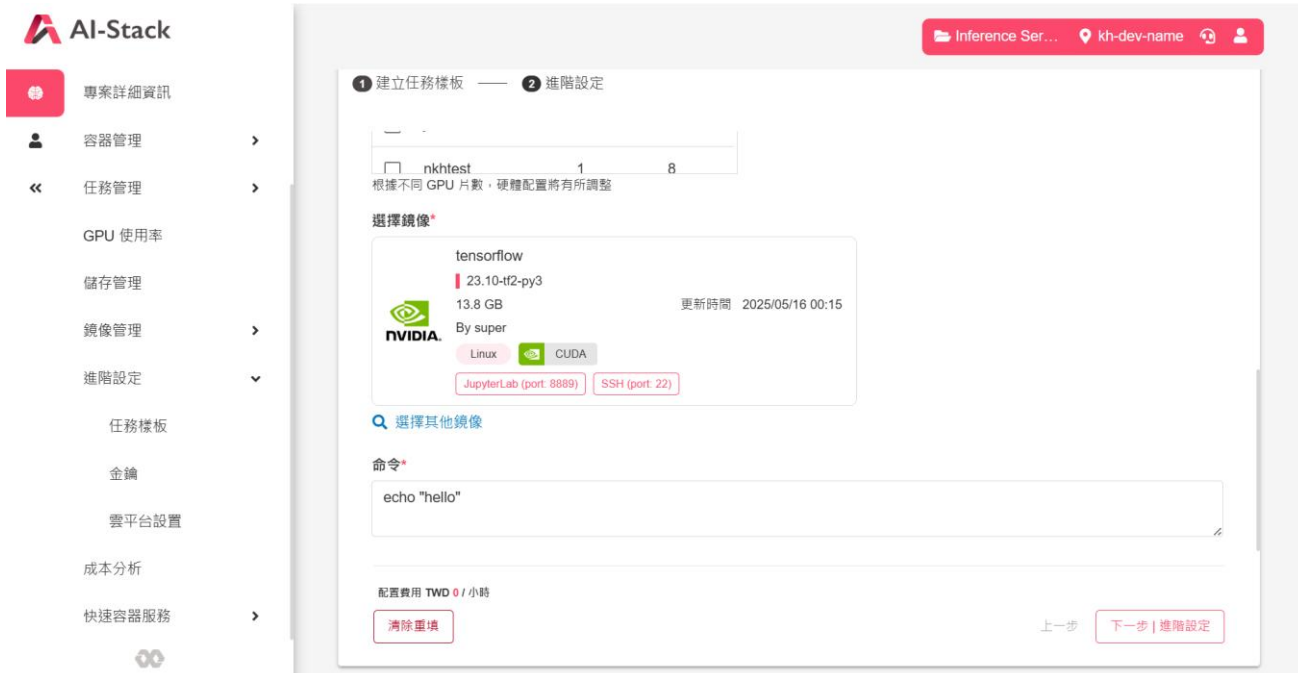 AI-Stack
Inference Ser... kh-dev-name
專案詳細資訊
容器管理
任務管理
GPU 使用率
儲存管理
鏡像管理
進階設定
任務樣板
金鑰
雲平台設置
成本分析
快速容器服務
1 建立任務樣板 —— 2 進階設定
nkhtest 1 8
根據不同 GPU 片數,硬體配置將有所調整
選擇鏡像*
tensorflow
23.10-tf2-py3
13.8 GB 更新時間 2025/05/16 00:15
By super
NVIDIA.
Linux CUDA
JupyterLab (port: 8889) SSH (port: 22)
選擇其他鏡像
命令*
echo "hello"
配置費用 TWD 0 / 小時
清除重填 上一步 下一步 | 進階設定